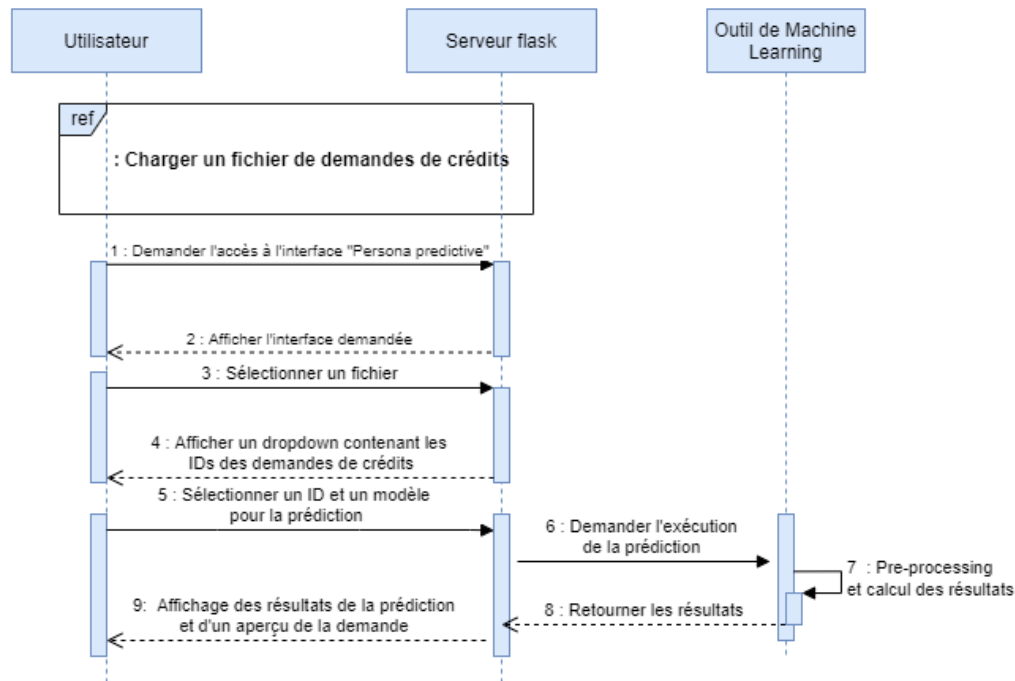 Utilisateur
Serveur flask
Outil de Machine
Learning
ref
: Charger un fichier de demandes de crédits
1 : Demander l'accès à l'interface "Persona predictive"
2 : Afficher l'interface demandée
3 : Sélectionner un fichier
4 : Afficher un dropdown contenant les
IDs des demandes de crédits
5 : Sélectionner un ID et un modèle
pour la prédiction
6 : Demander l'exécution
de la prédiction
7 : Pre-processing
et calcul des résultats
8 : Retourner les résultats
9: Affichage des résultats de la prédiction
et d'un aperçu de la demande